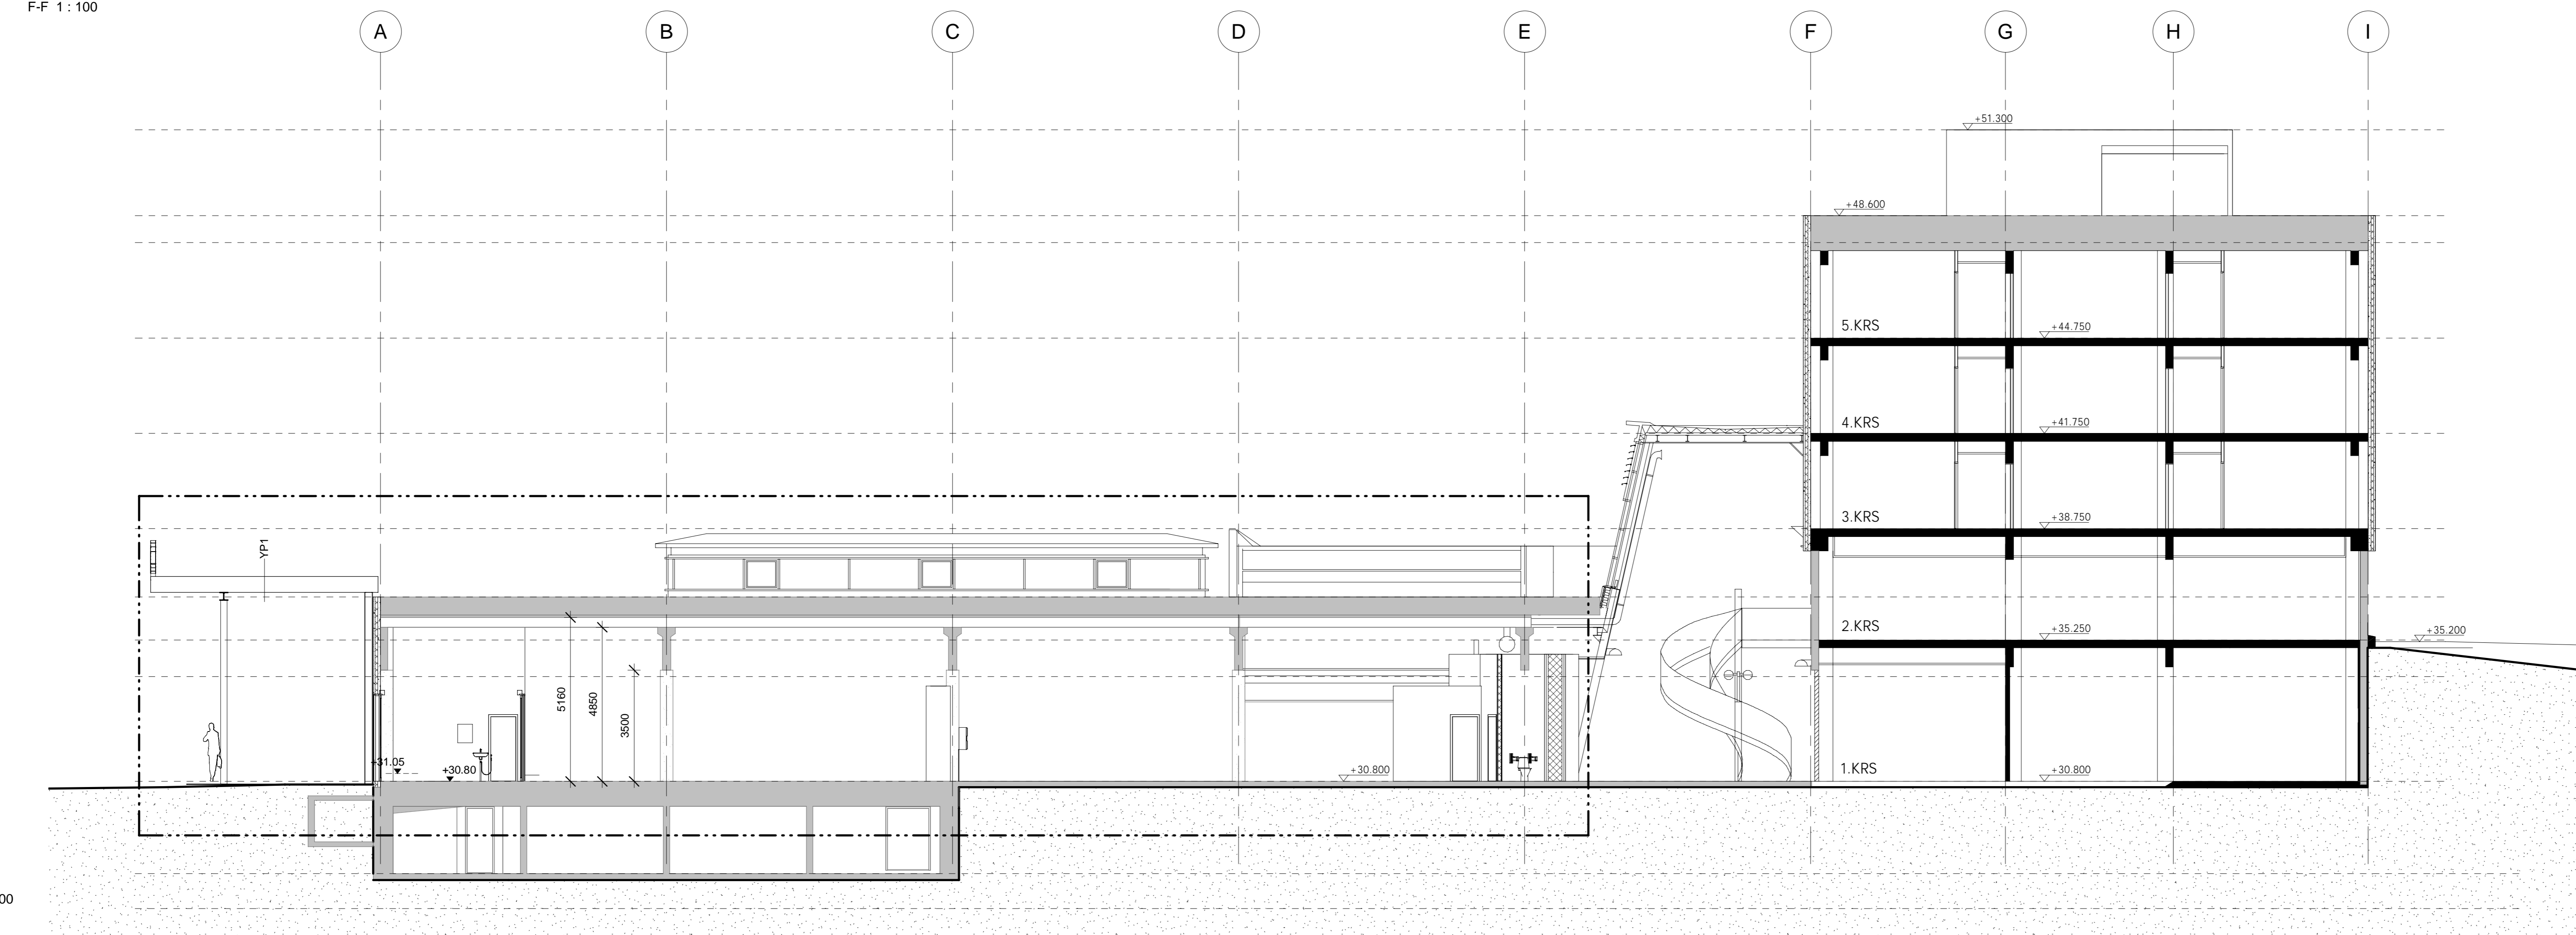 F-F 1 : 100
A
B
C
D
E
F
G
H
I
+51.300
+48.600
5.KRS
+44.750
4.KRS
+41.750
3.KRS
+38.750
YP1
2.KRS
+35.250
+35.200
5160
4850
3500
+31.05
+30.80
+30.800
1.KRS
+30.800
00